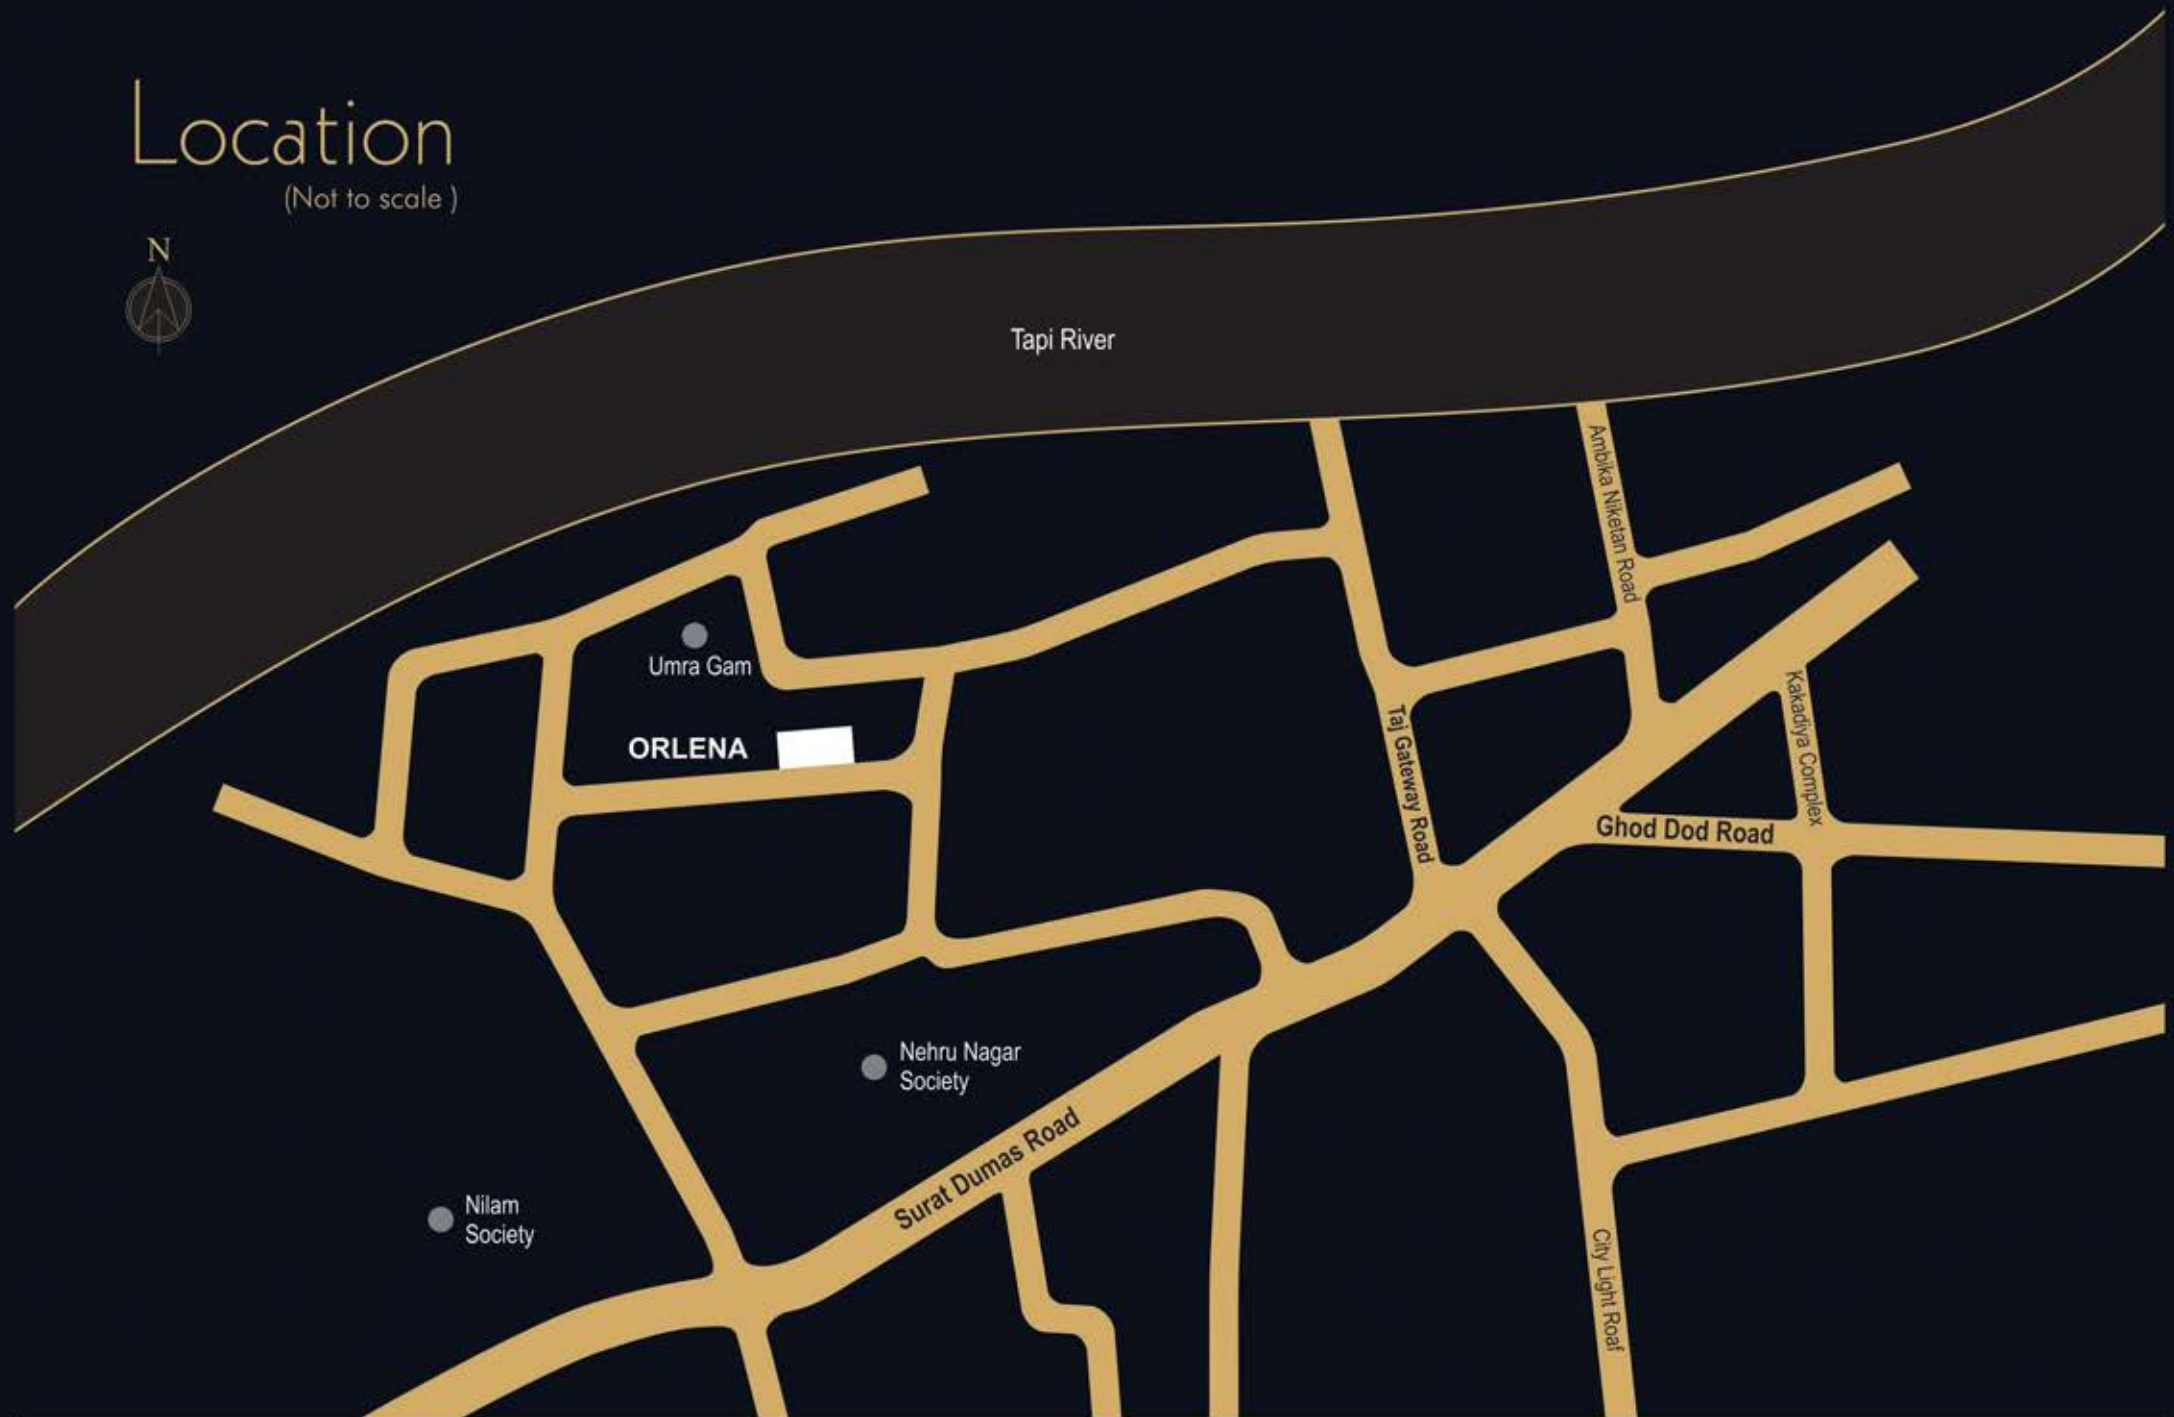 Location
(Not to scale )
N
Tapi River
Ambika Niketan Road
Umra Gam
ORLENA
Taj Gateway Road
Kakadiya Complex
Ghod Dod Road
Nehru Nagar
Society
Surat Dumas Road
Nilam
Society
City Light Roaf